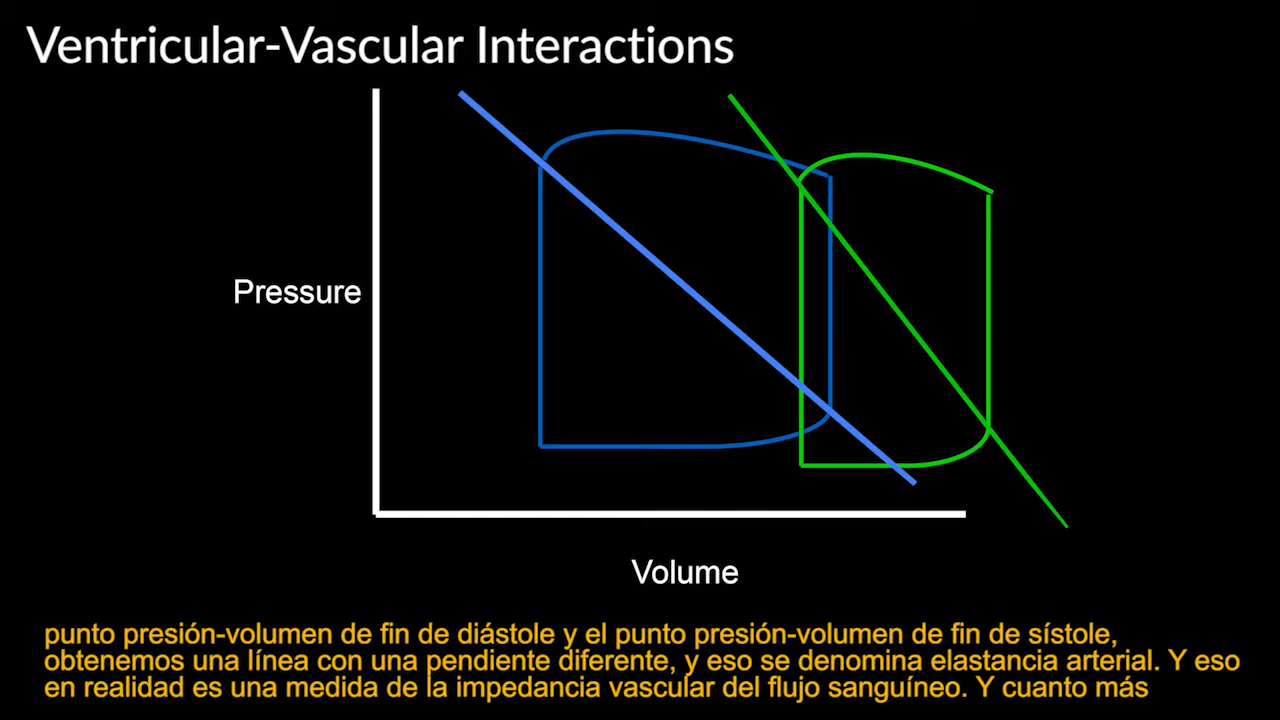 Ventricular-Vascular Interactions
Pressure
Volume
punto presión-volumen de fin de diástole y el punto presión-volumen de fin de sístole,
obtenemos una línea con una pendiente diferente, y eso se denomina elastancia arterial. Y eso
en realidad es una medida de la impedancia vascular del flujo sanguíneo. Y cuanto más